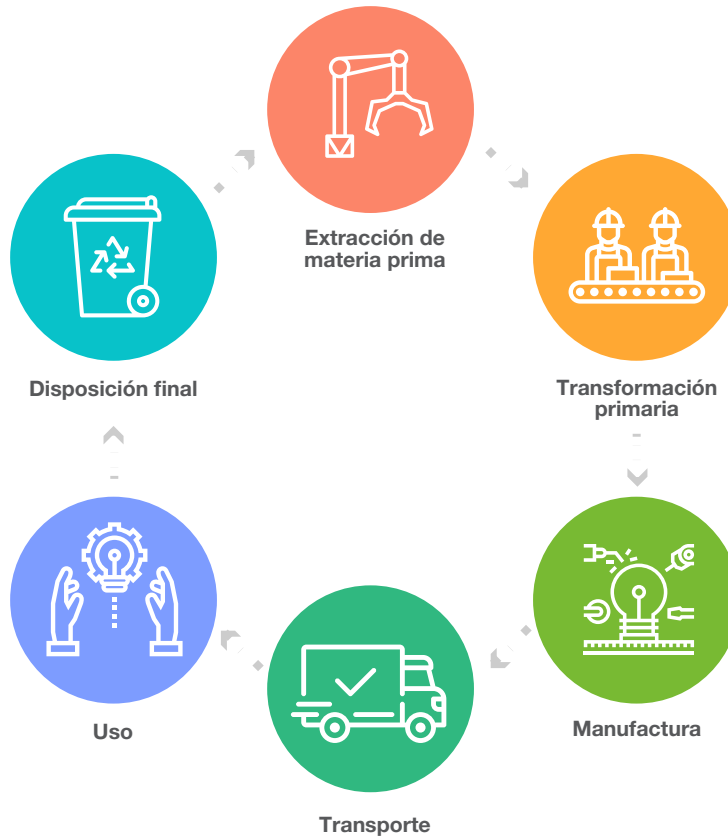 Extracción de
materia prima
Transformación
primaria
Manufactura
Transporte
Uso
Disposición final